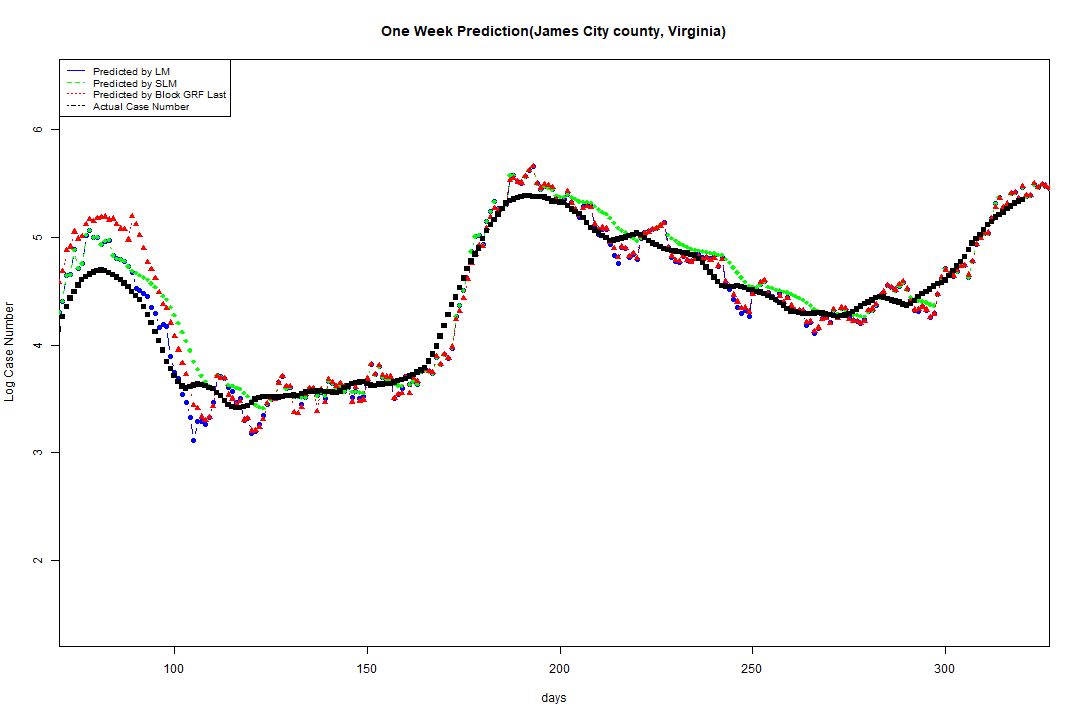 One Week Prediction(James City county, Virginia)
Predicted by LM
Predicted by SLM
Predicted by Block GRF Last
Actual Case Number
6
5
4
3
2
Log Case Number
100 150 200 250 300
days